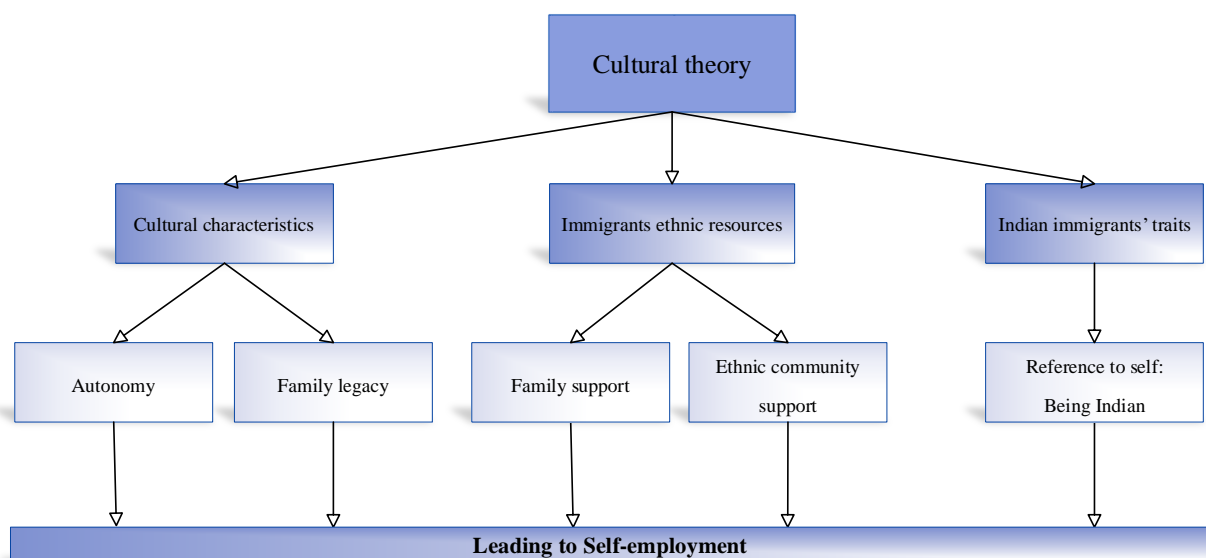 Cultural theory
Cultural characteristics
Immigrants ethnic resources
Indian immigrants’ traits
Autonomy
Family legacy
Family support
Ethnic community
support
Reference to self:
Being Indian
Leading to Self-employment